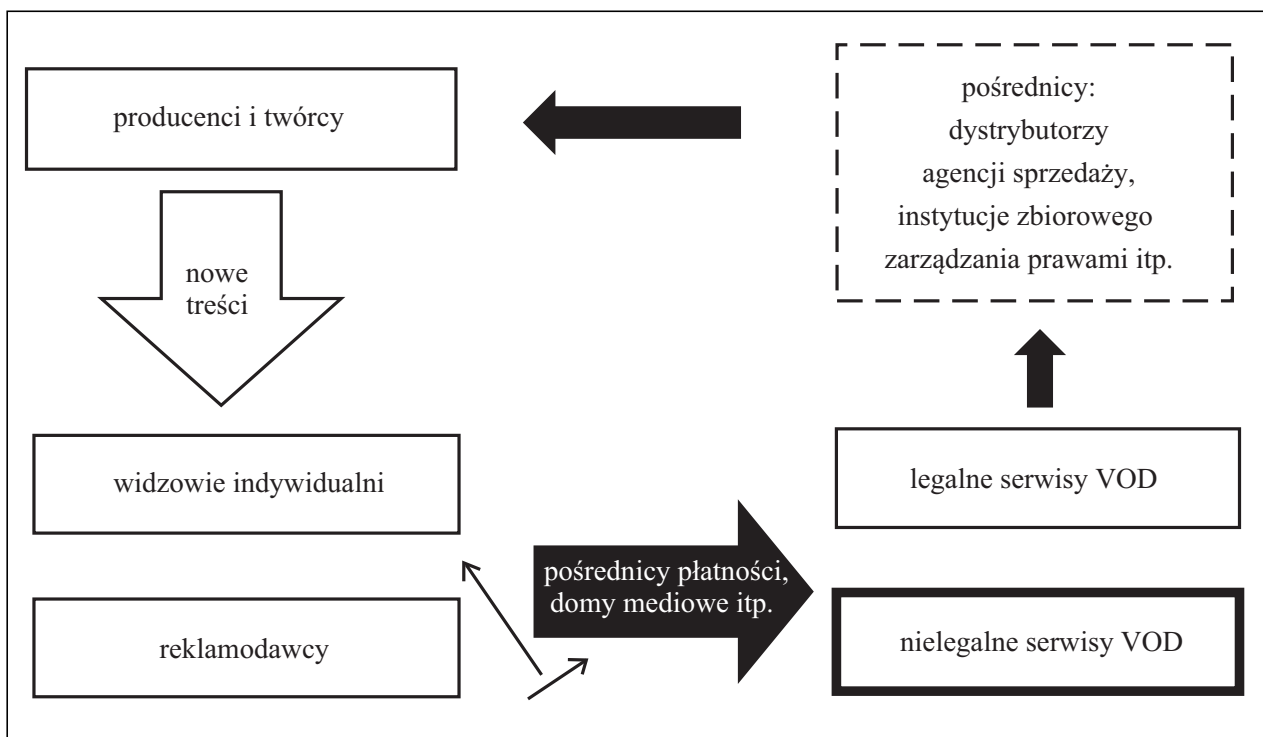 producenci i twórcy
pośrednicy:
dystrybutorzy
agencji sprzedaży,
instytucje zbiorowego
zarządzania prawami itp.
nowe
treści
widzowie indywidualni
legalne serwisy VOD
pośrednicy płatności,
domy mediowe itp.
reklamodawcy
nielegalne serwisy VOD